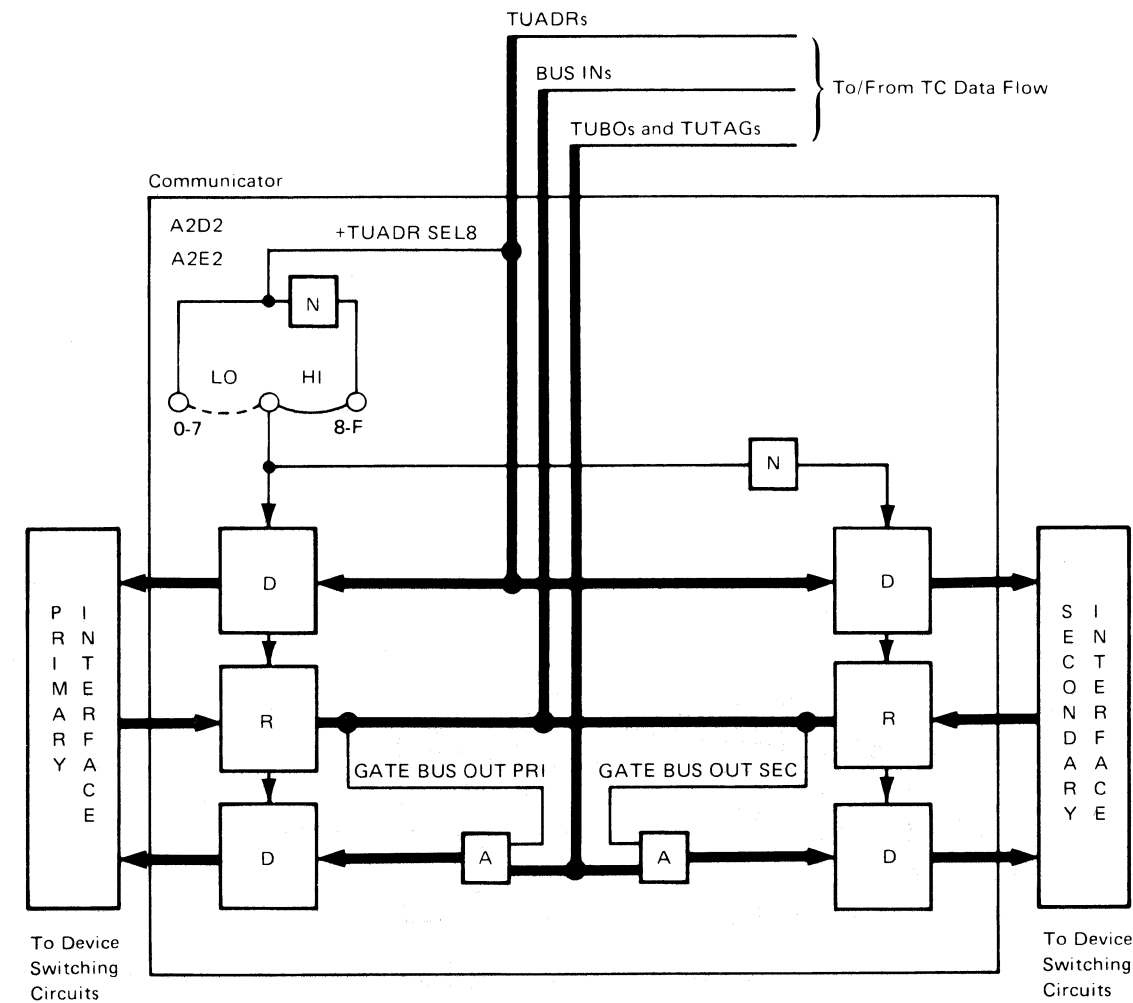 TUADRs
BUS INs
To/From TC Data Flow
TUBOs and TUTAGs
Communicator
A2D2
+TUADR SEL8
A2E2
N
LO
HI
0-7
8-F
N
D
D
PRIMARY
INTERFACE
SECONDARY
INTERFACE
R
R
GATE BUS OUT PRI
GATE BUS OUT SEC
D
A
A
D
To Device
Switching
Circuits
To Device
Switching
Circuits